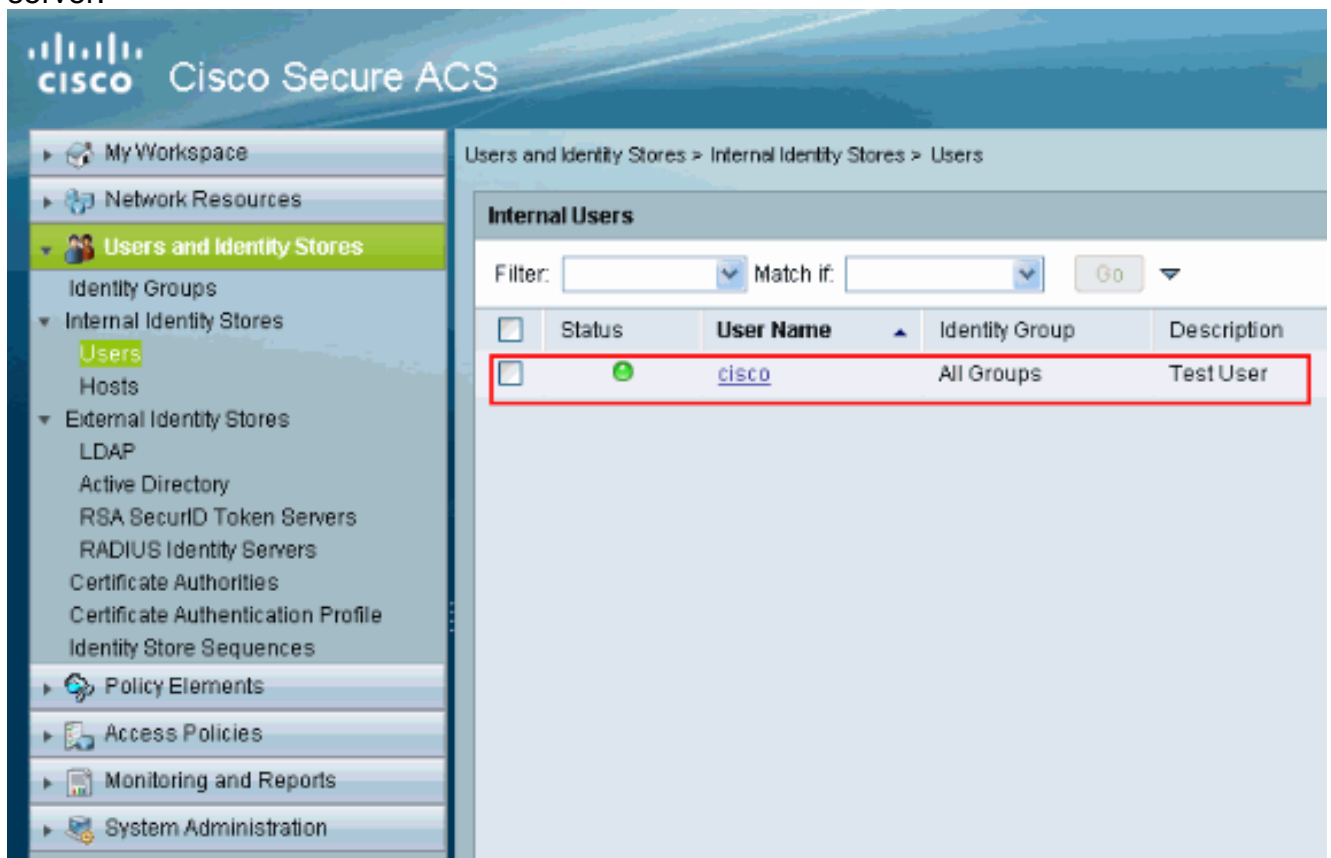 server.
CISCO Cisco Secure ACS
My Workspace
Network Resources
Users and Identity Stores
Identity Groups
Internal Identity Stores
Users
Hosts
External Identity Stores
LDAP
Active Directory
RSA SecurID Token Servers
RADIUS Identity Servers
Certificate Authorities
Certificate Authentication Profile
Identity Store Sequences
Policy Elements
Access Policies
Monitoring and Reports
System Administration
Users and Identity Stores > Internal Identity Stores > Users
Internal Users
Filter: Match if: Go
Status User Name Identity Group Description
cisco All Groups Test User